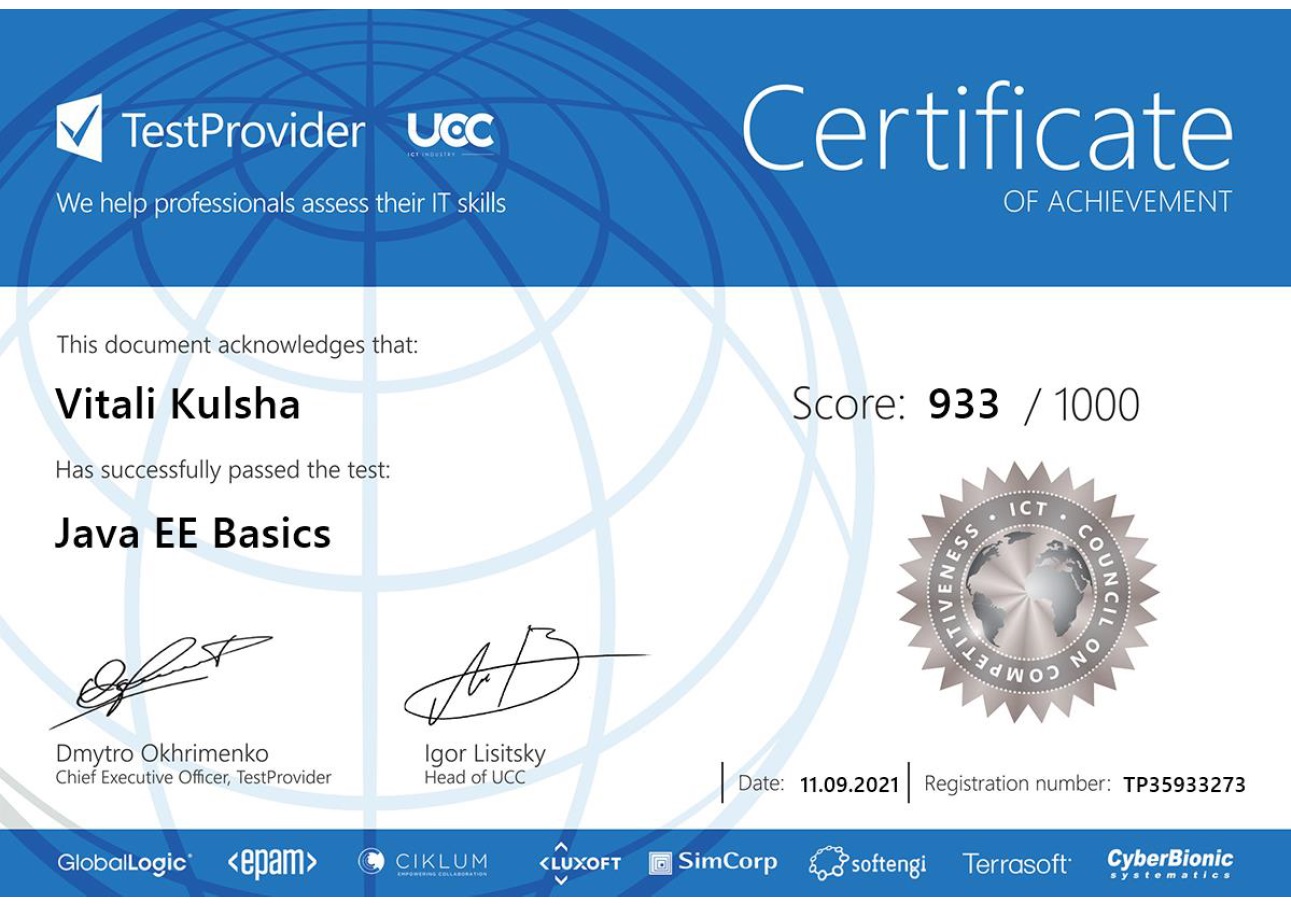 TestProvider
UCC
ICT INDUSTRY
We help professionals assess their IT skills
Certificate
OF ACHIEVEMENT
This document acknowledges that:
Vitali Kulsha
Score: 933 / 1000
Has successfully passed the test:
Java EE Basics
ICT • COUNCIL ON COMPETITIVENESS •
Dmytro Okhrimenko
Chief Executive Officer, TestProvider
Igor Lisitsky
Head of UCC
Date: 11.09.2021
Registration number: TP35933273
GlobalLogic
<epam>
CIKLUM
EMPOWERING COLLABORATION
<LUXOFT
SimCorp
softengi
Terrasoft
CyberBionic
systematics